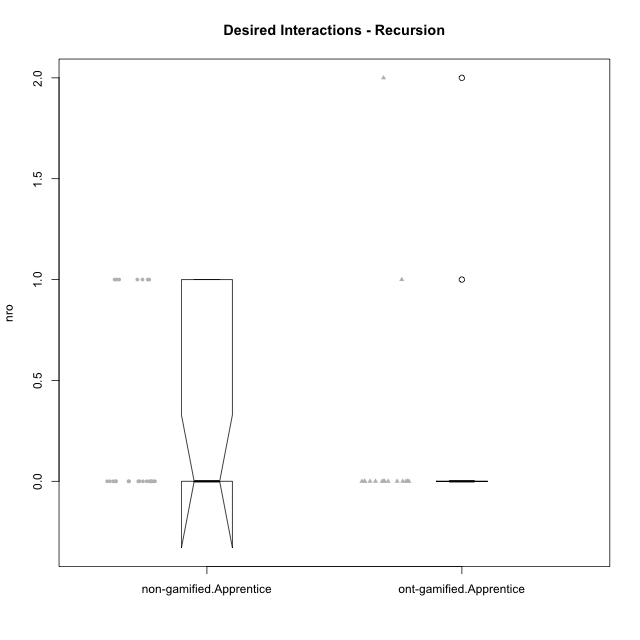 Desired Interactions - Recursion
2.0
1.5
1.0
0.5
0.0
nro
non-gamified.Apprentice
ont-gamified.Apprentice